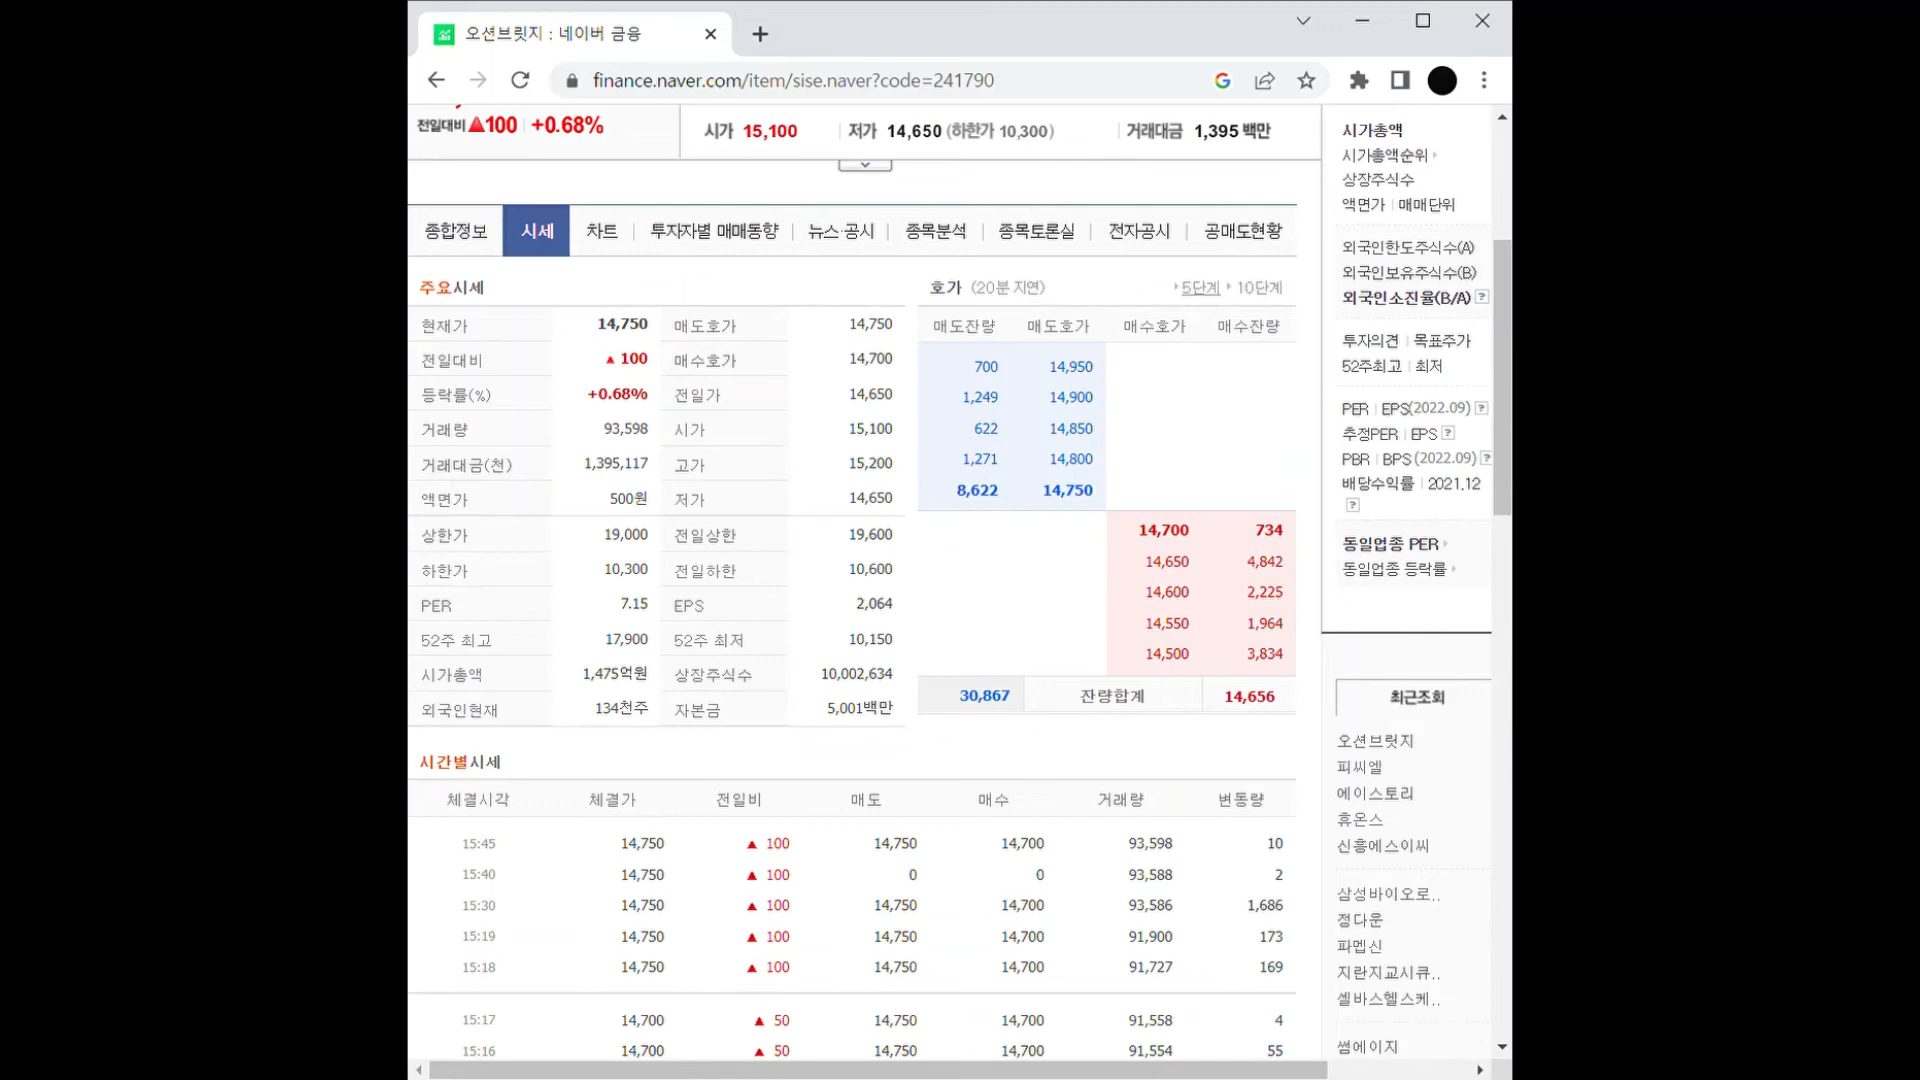 오션브릿지 : 네이버 금융
finance.naver.com/item/sise.naver?code=241790
전일대비 ▲100 +0.68%
시가 15,100 저가 14,650 (하한가 10,300) 거래대금 1,395 백만
종합정보 시세 차트 투자자별 매매동향 뉴스·공시 종목분석 종목토론실 전자공시 공매도현황
주요시세
현재가 14,750 매도호가 14,750
전일대비 ▲ 100 매수호가 14,700
등락률(%) +0.68% 전일가 14,650
거래량 93,598 시가 15,100
거래대금(천) 1,395,117 고가 15,200
액면가 500원 저가 14,650
상한가 19,000 전일상한 19,600
하한가 10,300 전일하한 10,600
PER 7.15 EPS 2,064
52주 최고 17,900 52주 최저 10,150
시가총액 1,475억원 상장주식수 10,002,634
외국인현재 134천주 자본금 5,001백만
호가 (20분 지연) 5단계 10단계
매도잔량 매도호가 매수호가 매수잔량
700 14,950
1,249 14,900
622 14,850
1,271 14,800
8,622 14,750
14,700 734
14,650 4,842
14,600 2,225
14,550 1,964
14,500 3,834
30,867 잔량합계 14,656
시간별시세
체결시각 체결가 전일비 매도 매수 거래량 변동량
15:45 14,750 ▲ 100 14,750 14,700 93,598 10
15:40 14,750 ▲ 100 0 0 93,588 2
15:30 14,750 ▲ 100 14,750 14,700 93,586 1,686
15:19 14,750 ▲ 100 14,750 14,700 91,900 173
15:18 14,750 ▲ 100 14,750 14,700 91,727 169
15:17 14,700 ▲ 50 14,750 14,700 91,558 4
15:16 14,700 ▲ 50 14,750 14,700 91,554 55
시가총액
시가총액순위
상장주식수
액면가 | 매매단위
외국인한도주식수(A)
외국인보유주식수(B)
외국인소진율(B/A) ?
투자의견 | 목표주가
52주최고 | 최저
PER | EPS(2022.09) ?
추정PER | EPS ?
PBR | BPS (2022.09) ?
배당수익률 | 2021.12
?
동일업종 PER
동일업종 등락률
최근조회
오션브릿지
피씨엘
에이스토리
휴온스
신흥에스이씨
삼성바이오로..
정다운
파멥신
지란지교시큐..
셀바스헬스케..
썸에이지